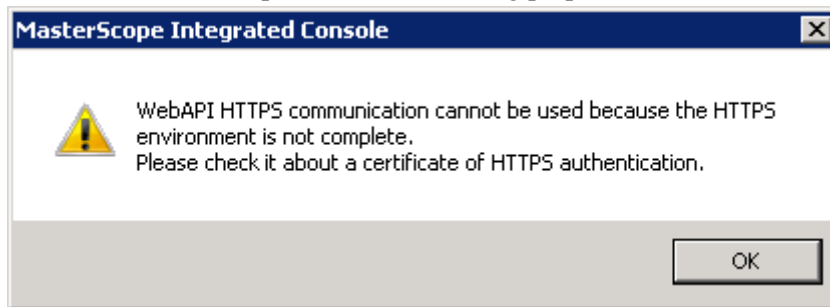 MasterScope Integrated Console
WebAPI HTTPS communication cannot be used because the HTTPS
environment is not complete.
Please check it about a certificate of HTTPS authentication.
OK